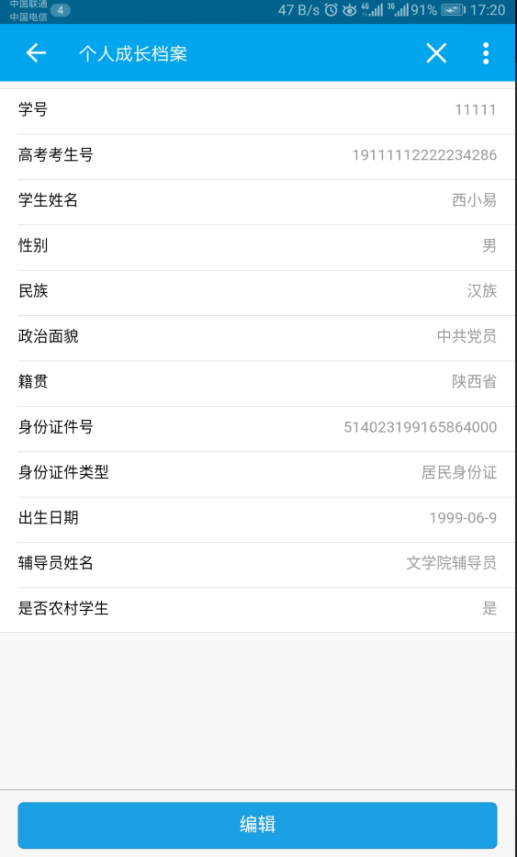 中国联通
中国电信 4 47 B/s 4G 3G 91% 17:20
个人成长档案
学号 11111
高考考生号 19111112222234286
学生姓名 西小易
性别 男
民族 汉族
政治面貌 中共党员
籍贯 陕西省
身份证件号 514023199165864000
身份证件类型 居民身份证
出生日期 1999-06-9
辅导员姓名 文学院辅导员
是否农村学生 是
编辑